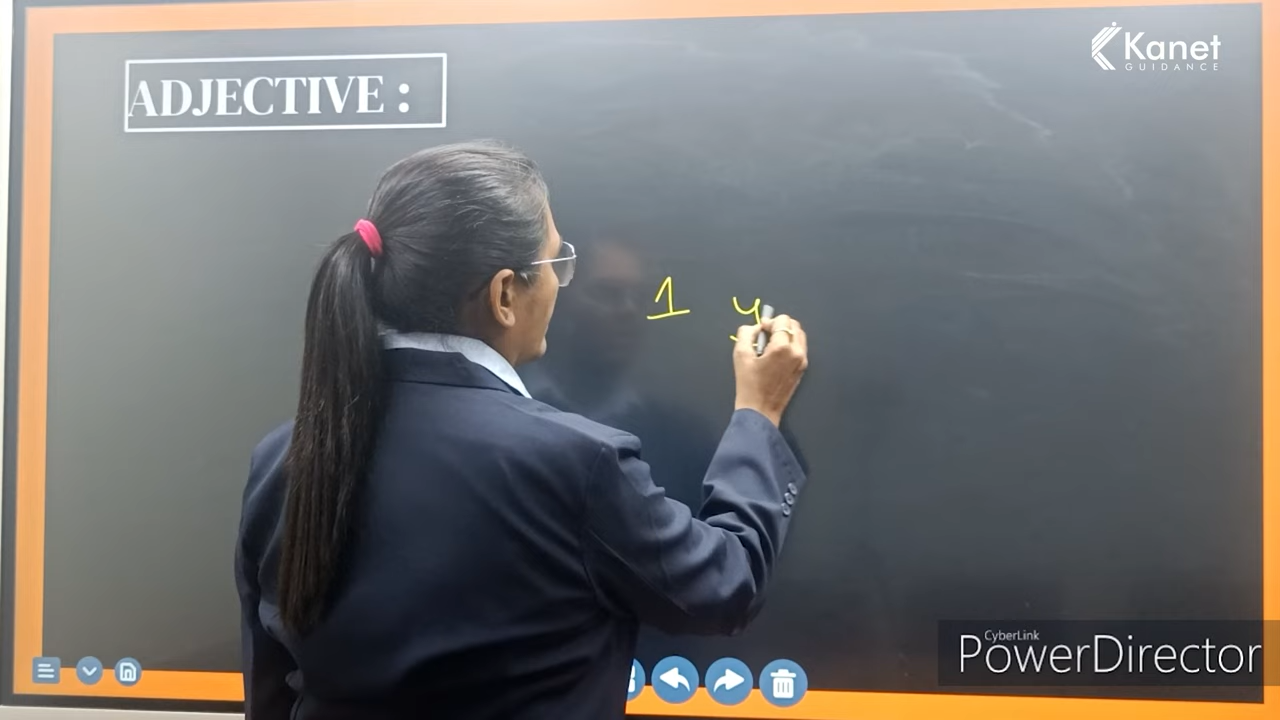 Kanet
GUIDANCE
ADJECTIVE :
1 y
CyberLink
PowerDirector